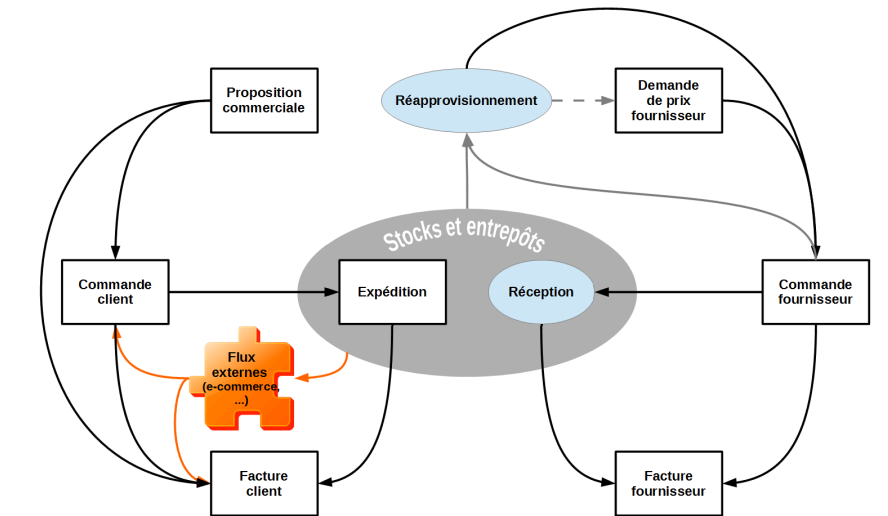 Proposition
commerciale
Réapprovisionnement
Demande
de prix
fournisseur
Stocks et entrepôts
Commande
client
Expédition
Réception
Commande
fournisseur
Flux
externes
(e-commerce,
...)
Facture
client
Facture
fournisseur